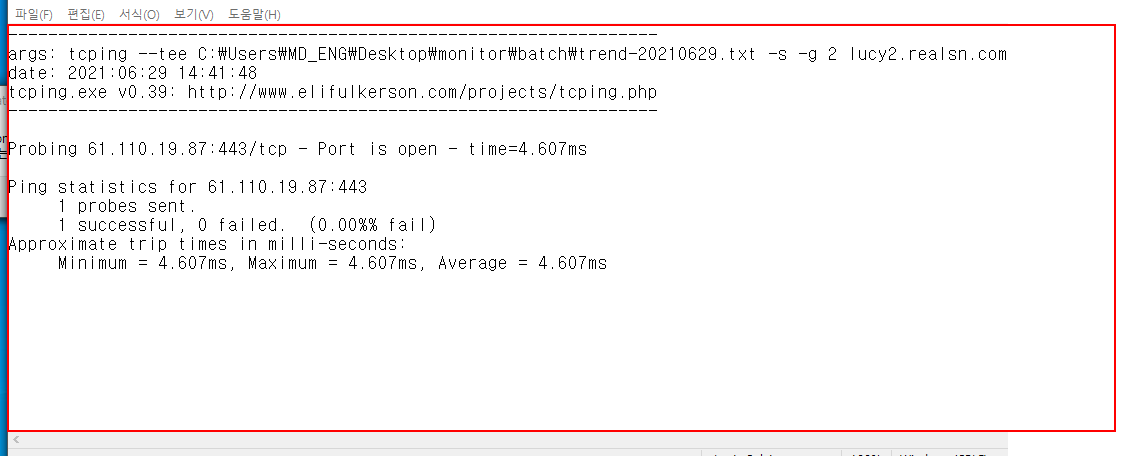 파일(F) 편집(E) 서식(O) 보기(V) 도움말(H)
-----------------------------------------------------------------
args: tcping --tee C:₩Users₩MD_ENG₩Desktop₩monitor₩batch₩trend-20210629.txt -s -g 2 lucy2.realsn.com
date: 2021:06:29 14:41:48
tcping.exe v0.39: http://www.elifulkerson.com/projects/tcping.php
-----------------------------------------------------------------
Probing 61.110.19.87:443/tcp - Port is open - time=4.607ms
Ping statistics for 61.110.19.87:443
1 probes sent.
1 successful, 0 failed.  (0.00%% fail)
Approximate trip times in milli-seconds:
Minimum = 4.607ms, Maximum = 4.607ms, Average = 4.607ms